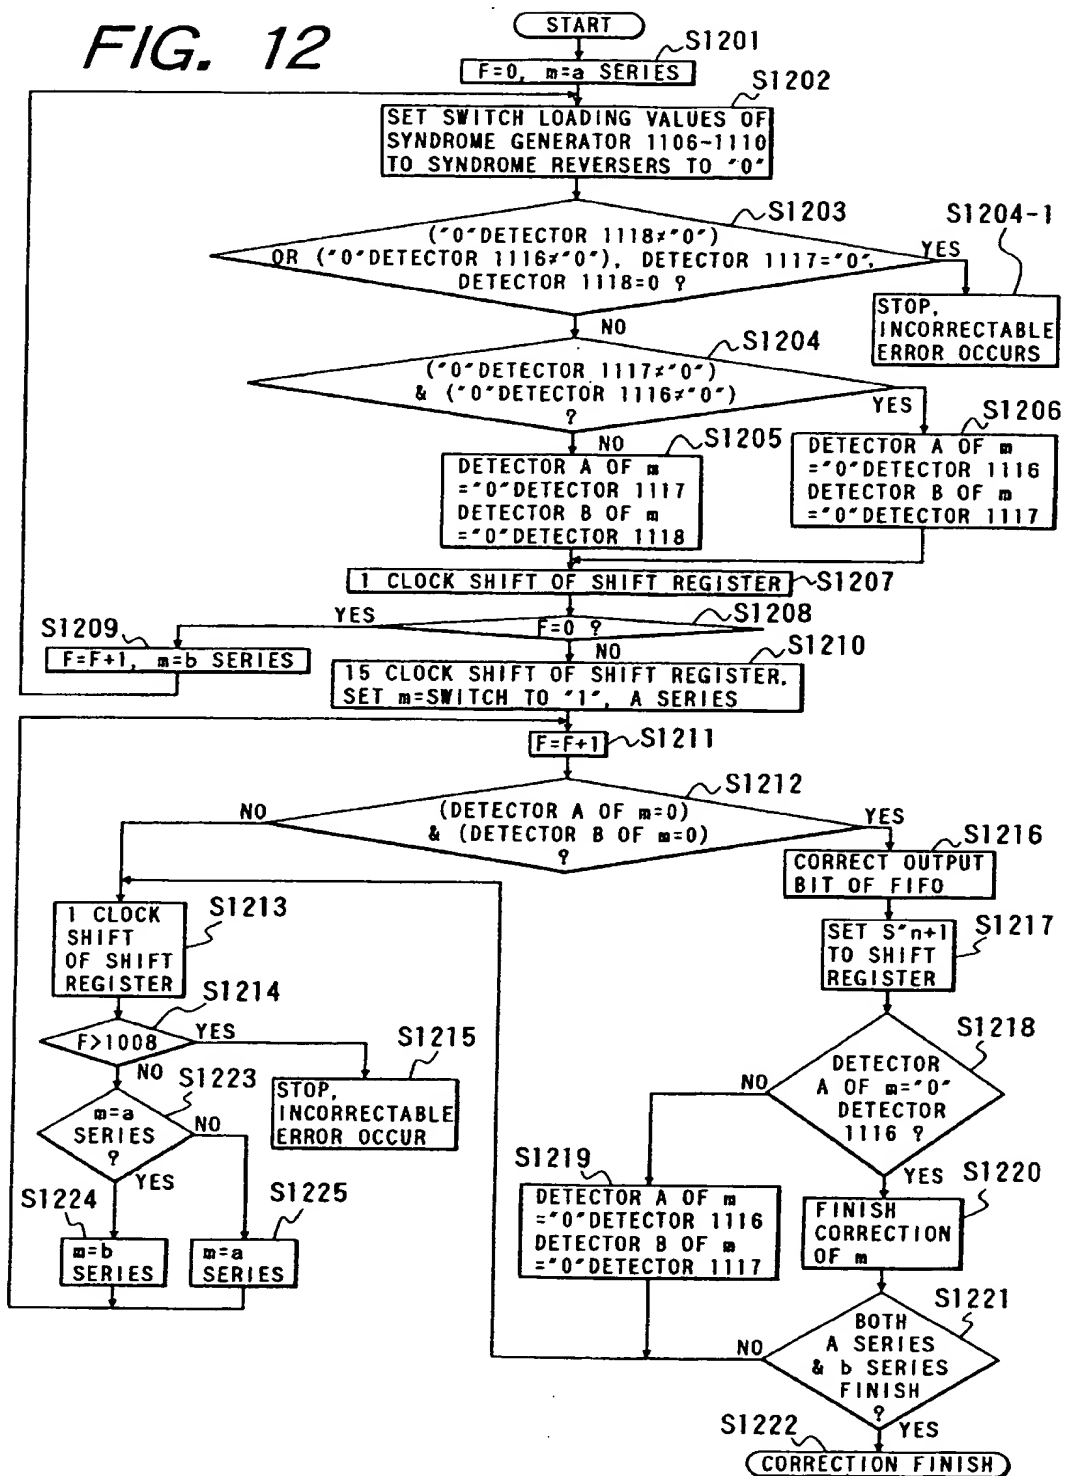 FIG. 12
START
S1201
F=0, m=a SERIES
S1202
SET SWITCH LOADING VALUES OF
SYNDROME GENERATOR 1106~1110
TO SYNDROME REVERSERS TO "0"
S1203
("0"DETECTOR 1118≠"0")
OR ("0"DETECTOR 1116≠"0"), DETECTOR 1117="0",
DETECTOR 1118=0 ?
YES
S1204-1
STOP,
INCORRECTABLE
ERROR OCCURS
NO
S1204
("0"DETECTOR 1117≠"0")
& ("0"DETECTOR 1116≠"0")
?
YES
NO
S1205
DETECTOR A OF m
="0"DETECTOR 1117
DETECTOR B OF m
="0"DETECTOR 1118
S1206
DETECTOR A OF m
="0"DETECTOR 1116
DETECTOR B OF m
="0"DETECTOR 1117
1 CLOCK SHIFT OF SHIFT REGISTER
S1207
S1208
F=0 ?
YES
S1209
F=F+1, m=b SERIES
NO
S1210
15 CLOCK SHIFT OF SHIFT REGISTER.
SET m=SWITCH TO "1", A SERIES
F=F+1
S1211
S1212
(DETECTOR A OF m=0)
& (DETECTOR B OF m=0)
?
NO
YES
S1216
CORRECT OUTPUT
BIT OF FIFO
S1213
1 CLOCK
SHIFT
OF SHIFT
REGISTER
S1217
SET S"n+1
TO SHIFT
REGISTER
S1214
F>1008
YES
S1215
STOP,
INCORRECTABLE
ERROR OCCUR
NO
S1218
DETECTOR
A OF m="0"
DETECTOR
1116 ?
NO
YES
S1223
m=a
SERIES
?
NO
YES
S1219
DETECTOR A OF m
="0"DETECTOR 1116
DETECTOR B OF m
="0"DETECTOR 1117
S1220
FINISH
CORRECTION
OF m
S1224
m=b
SERIES
S1225
m=a
SERIES
S1221
BOTH
A SERIES
& b SERIES
FINISH
?
NO
YES
S1222
CORRECTION FINISH